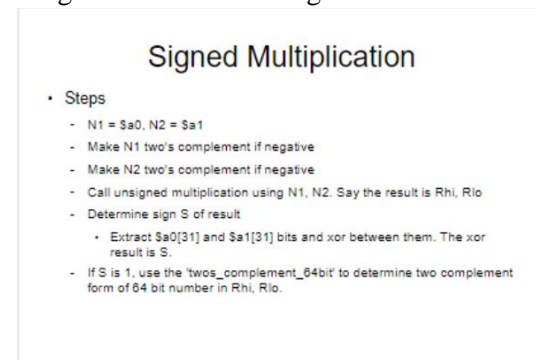 Signed Multiplication
• Steps
- N1 = $a0, N2 = $a1
- Make N1 two's complement if negative
- Make N2 two's complement if negative
- Call unsigned multiplication using N1, N2. Say the result is Rhi, Rlo
- Determine sign S of result
• Extract $a0[31] and $a1[31] bits and xor between them. The xor
result is S.
- If S is 1, use the 'twos_complement_64bit' to determine two complement
form of 64 bit number in Rhi, Rlo.